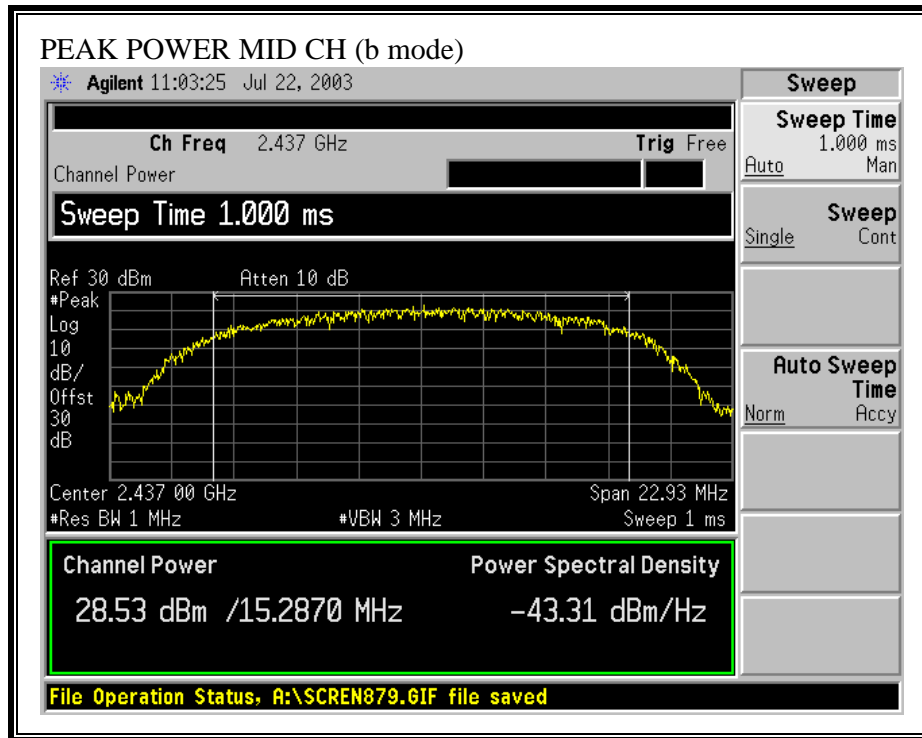 PEAK POWER MID CH (b mode)
Agilent 11:03:25 Jul 22, 2003
Sweep
Ch Freq 2.437 GHz Trig Free
Channel Power
Sweep Time 1.000 ms
Ref 30 dBm Atten 10 dB
#Peak
Log
10
dB/
Offst
30
dB
Center 2.437 00 GHz Span 22.93 MHz
#Res BW 1 MHz #VBW 3 MHz Sweep 1 ms
Channel Power Power Spectral Density
28.53 dBm /15.2870 MHz -43.31 dBm/Hz
File Operation Status, A:\SCREN879.GIF file saved
Sweep Time
1.000 ms
Auto Man
Sweep
Single Cont
Auto Sweep
Time
Norm Accy